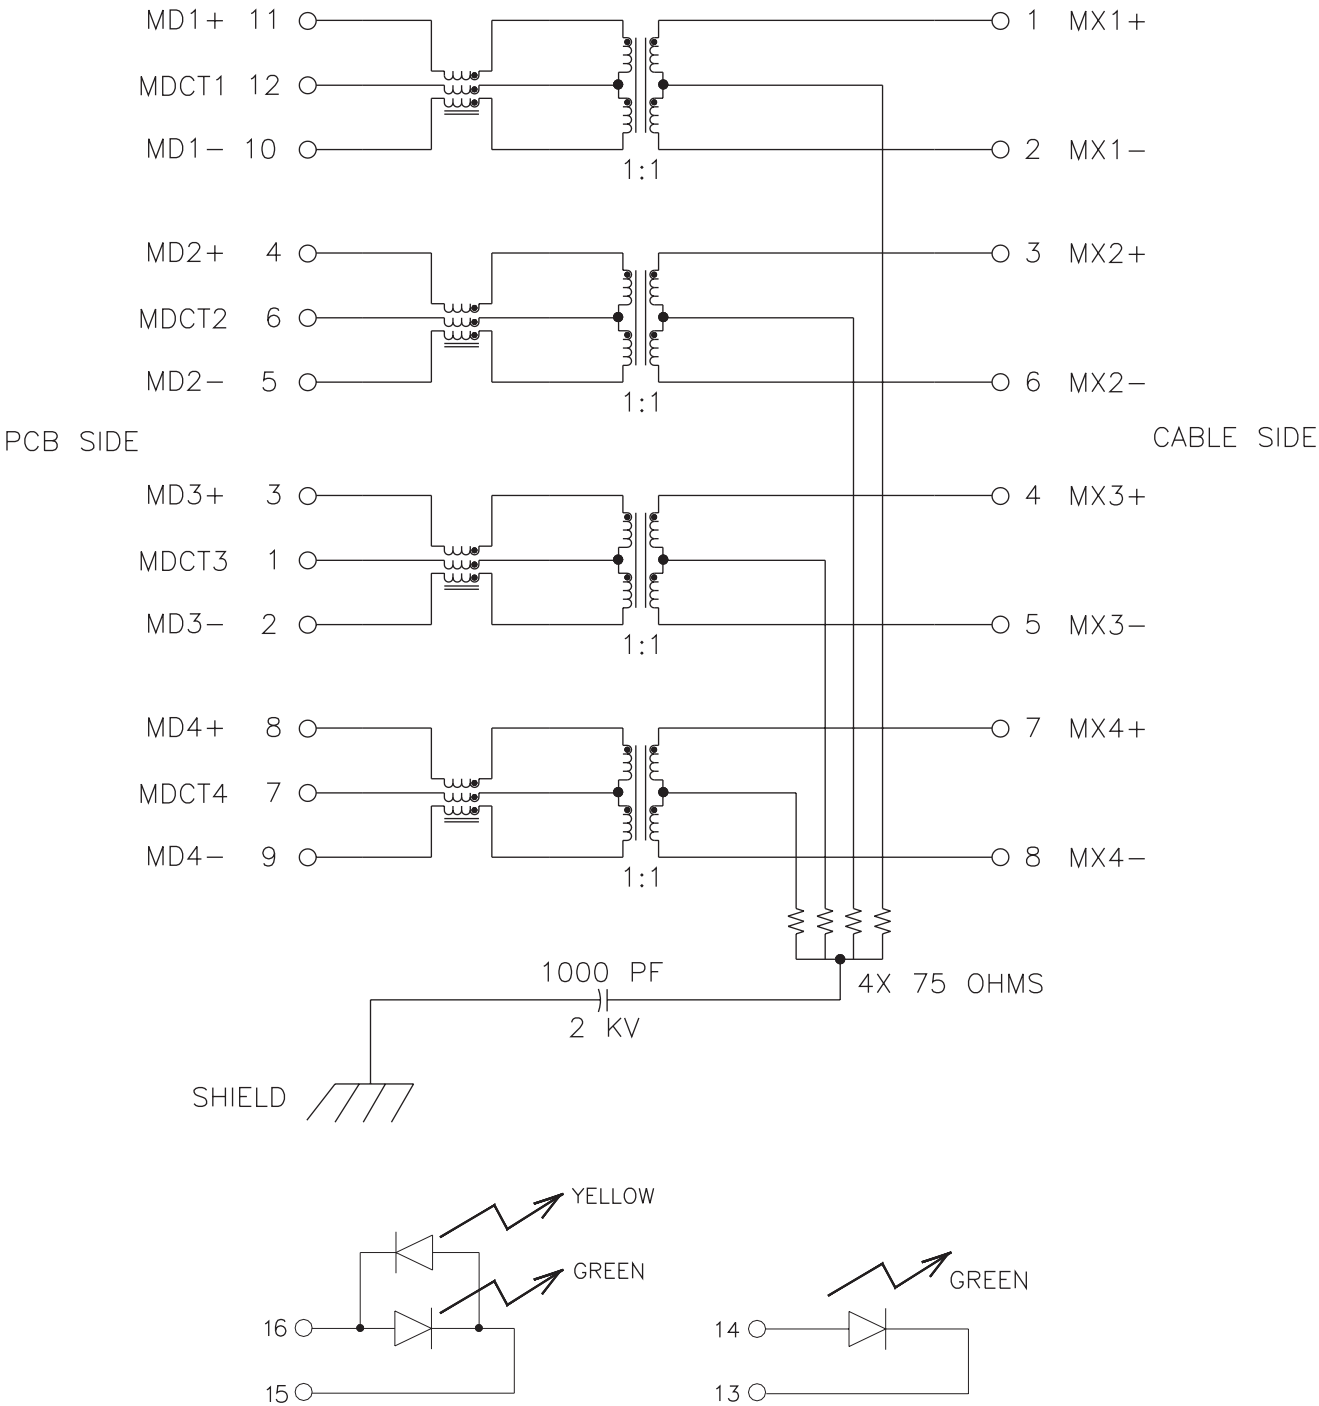 MD1+ 11 1 MX1+
MDCT1 12
MD1- 10 2 MX1-
1:1
MD2+ 4 3 MX2+
MDCT2 6
MD2- 5 6 MX2-
1:1
PCB SIDE CABLE SIDE
MD3+ 3 4 MX3+
MDCT3 1
MD3- 2 5 MX3-
1:1
MD4+ 8 7 MX4+
MDCT4 7
MD4- 9 8 MX4-
1:1
1000 PF
4X 75 OHMS
2 KV
SHIELD
YELLOW
GREEN
GREEN
16
14
15
13